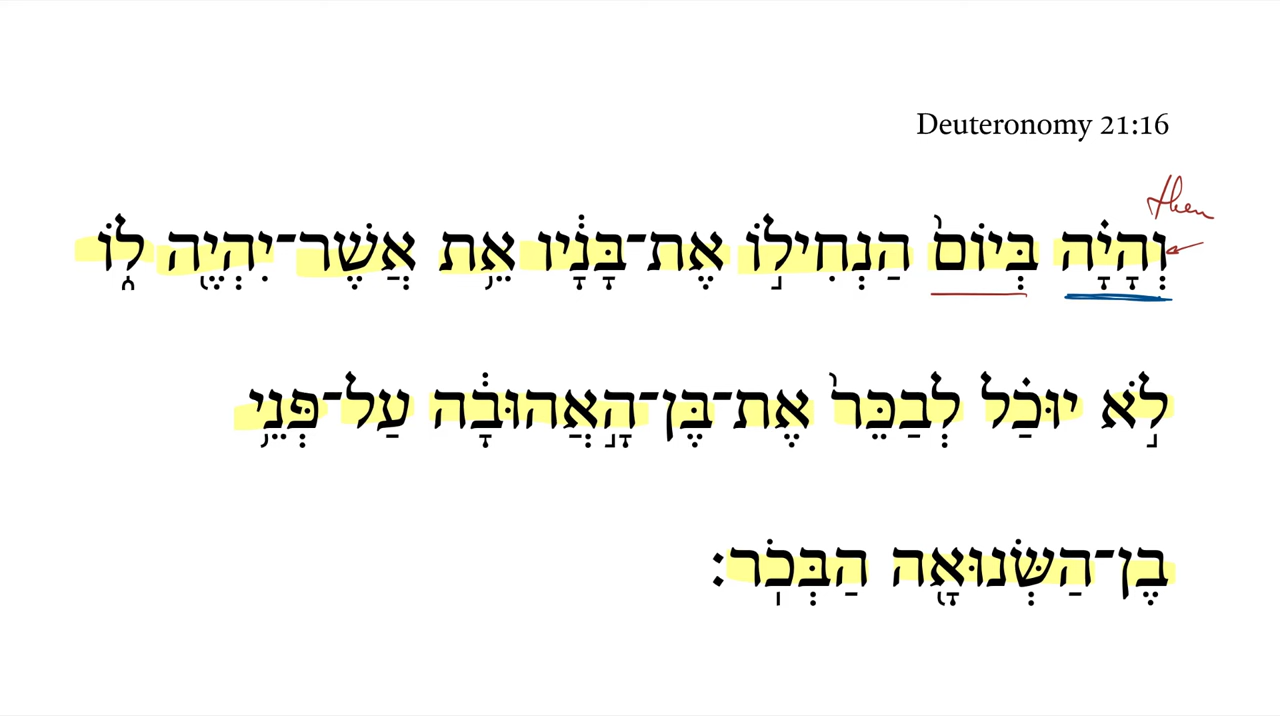 Deuteronomy 21:16
then
וְהָיָ֗ה בְּיוֹם֙ הַנְחִיל֣וֹ אֶת־בָּנָ֔יו אֵ֥ת אֲשֶׁר־יִהְיֶ֖ה ל֑וֹ
לֹ֣א יוּכַ֗ל לְבַכֵּר֙ אֶת־בֶּן־הָ֣אֲהוּבָ֔ה עַל־פְּנֵ֥י
בֶן־הַשְּׂנוּאָ֖ה הַבְּכֹֽר׃